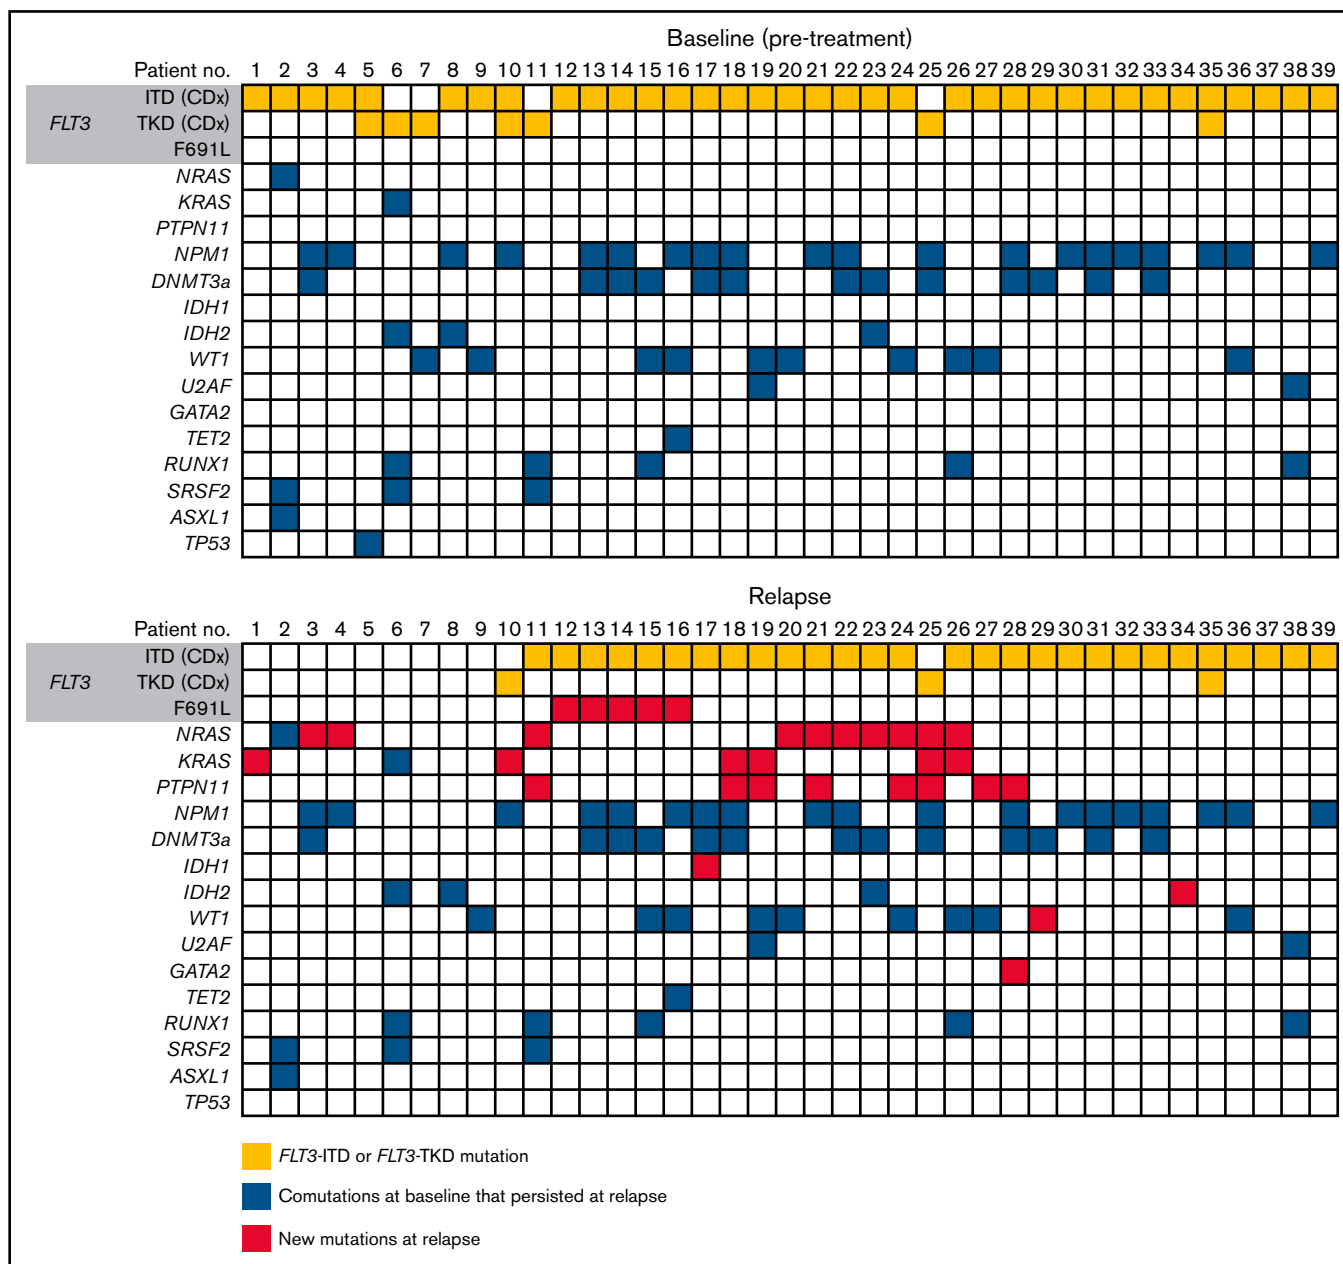 Baseline (pre-treatment)
Patient no. 1 2 3 4 5 6 7 8 9 10 11 12 13 14 15 16 17 18 19 20 21 22 23 24 25 26 27 28 29 30 31 32 33 34 35 36 37 38 39
ITD (CDx)
FLT3 TKD (CDx)
F691L
NRAS
KRAS
PTPN11
NPM1
DNMT3a
IDH1
IDH2
WT1
U2AF
GATA2
TET2
RUNX1
SRSF2
ASXL1
TP53
Relapse
Patient no. 1 2 3 4 5 6 7 8 9 10 11 12 13 14 15 16 17 18 19 20 21 22 23 24 25 26 27 28 29 30 31 32 33 34 35 36 37 38 39
ITD (CDx)
FLT3 TKD (CDx)
F691L
NRAS
KRAS
PTPN11
NPM1
DNMT3a
IDH1
IDH2
WT1
U2AF
GATA2
TET2
RUNX1
SRSF2
ASXL1
TP53
FLT3-ITD or FLT3-TKD mutation
Comutations at baseline that persisted at relapse
New mutations at relapse